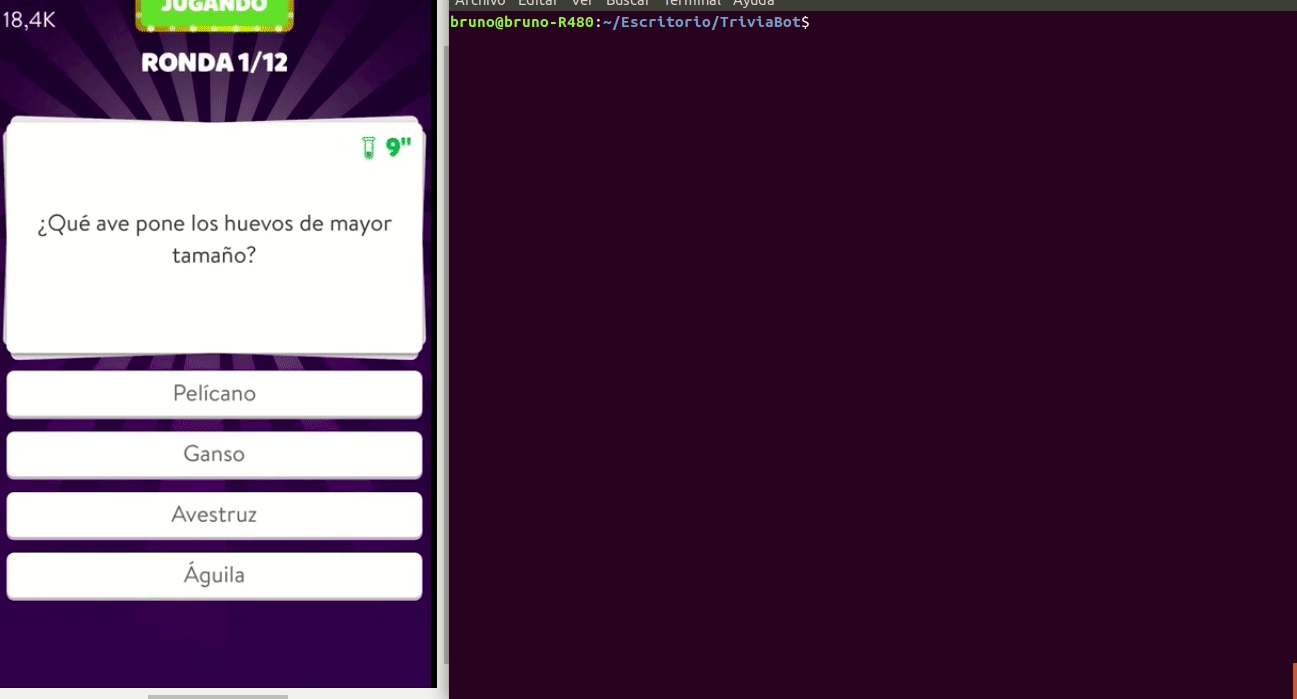 JUGANDO
18,4K
RONDA 1/12
9"
¿Qué ave pone los huevos de mayor
tamaño?
Pelícano
Ganso
Avestruz
Águila
Archivo Editar Ver Buscar Terminal Ayuda
bruno@bruno-R480:~/Escritorio/TriviaBot$